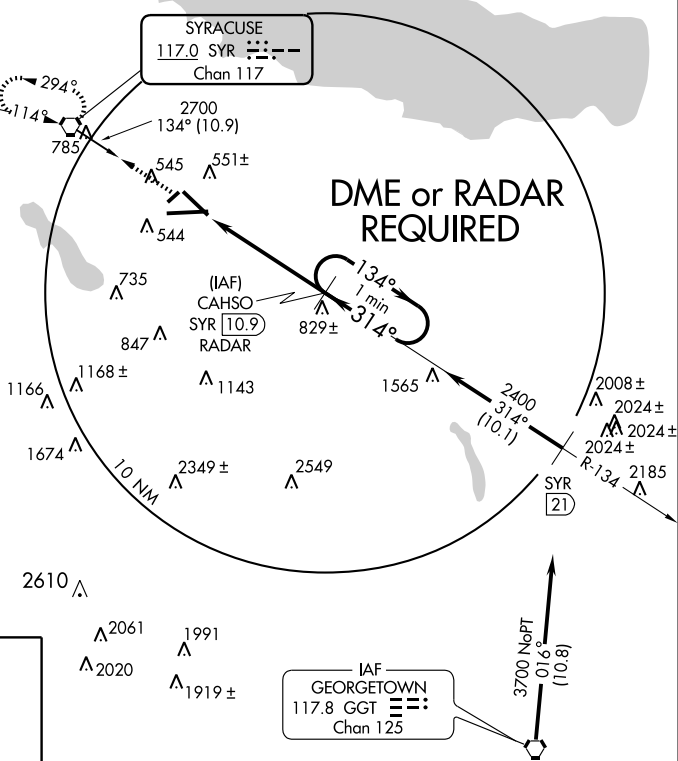 SYRACUSE
117.0 SYR
Chan 117
294°
114°
2700
134° (10.9)
785
545
551±
DME or RADAR
REQUIRED
544
735
(IAF)
CAHSO
SYR 10.9
RADAR
134°
1 min
314°
829±
847
1168 ±
1166
1143
1565
2400
314°
(10.1)
2008 ±
2024 ±
2024 ±
2024 ±
1674
10 NM
2349 ±
2549
R-134
2185
SYR
21
2610
2061
2020
1991
1919 ±
3700 NoPT
016°
(10.8)
IAF
GEORGETOWN
117.8 GGT
Chan 125